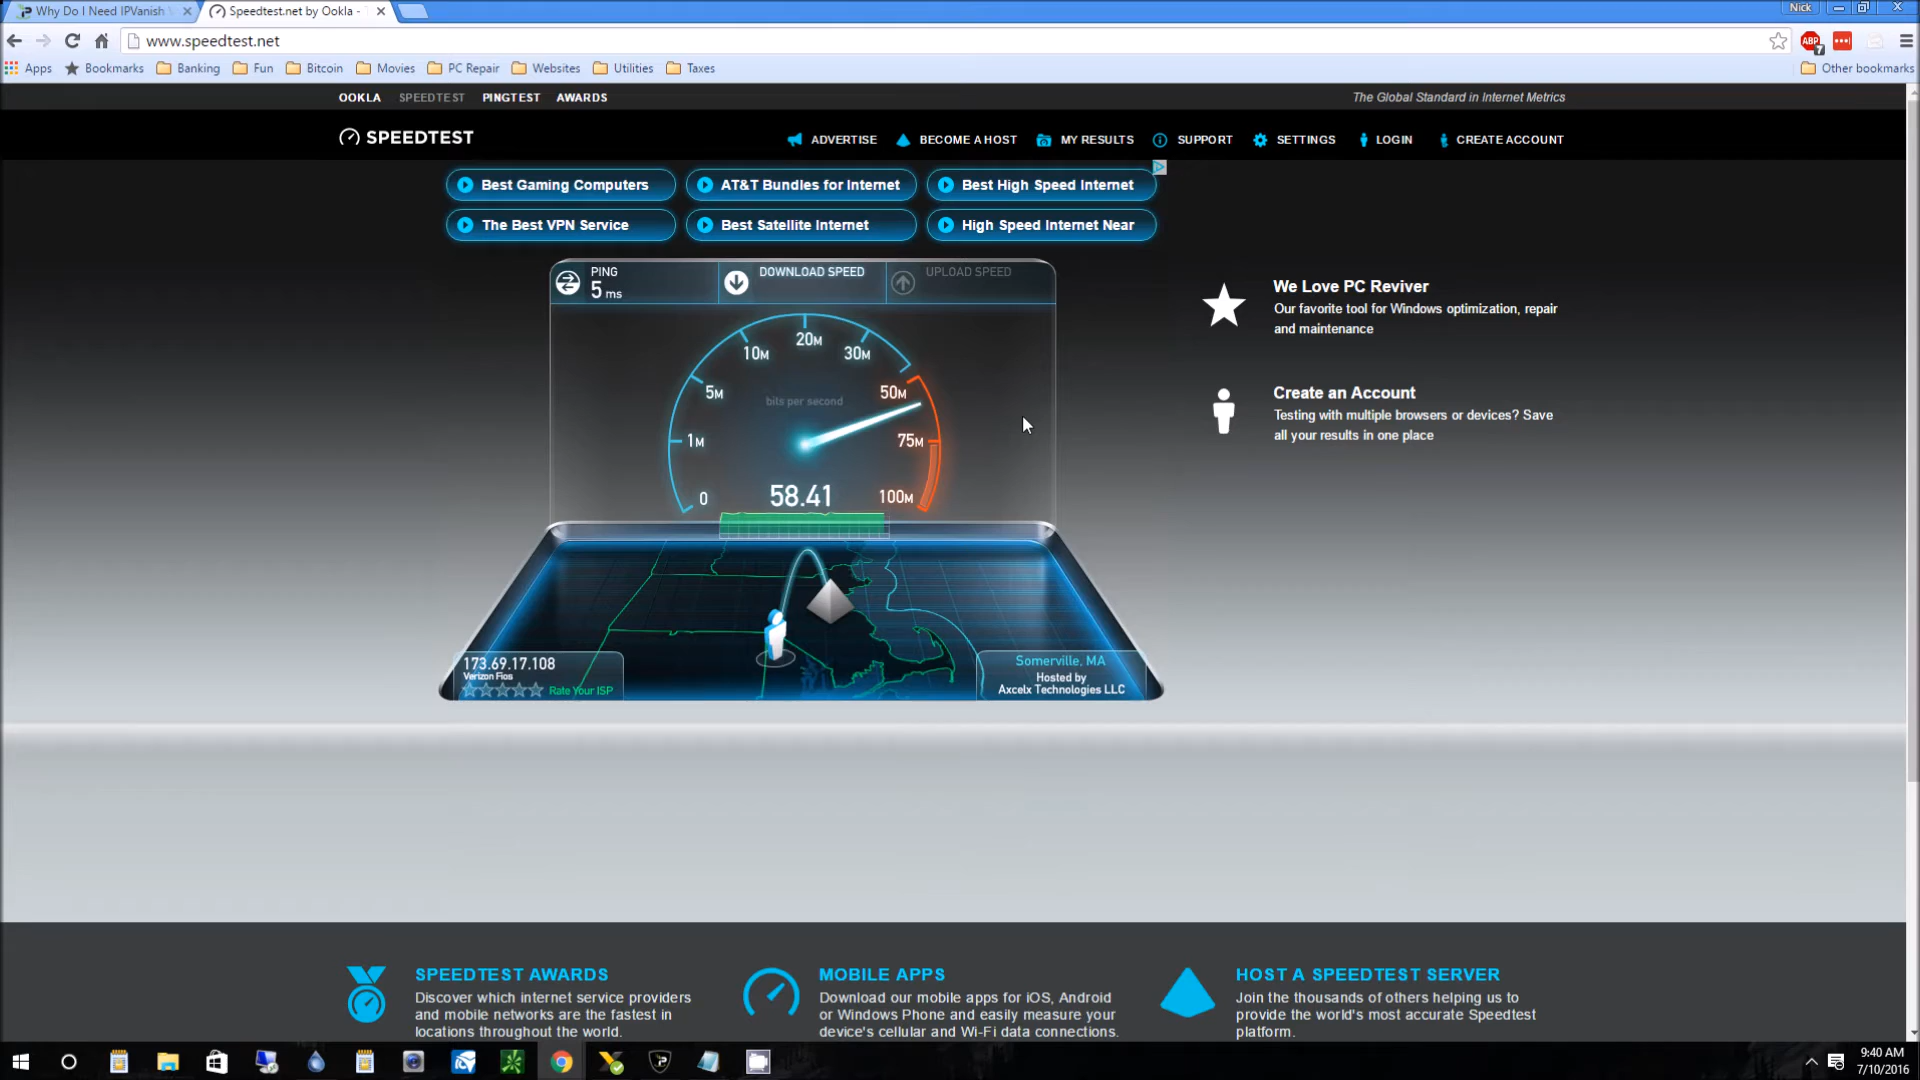 Why Do I Need IPVanish
Speedtest.net by Ookla -
Nick
www.speedtest.net
ABP
7
Apps
Bookmarks
Banking
Fun
Bitcoin
Movies
PC Repair
Websites
Utilities
Taxes
Other bookmarks
OOKLA
SPEEDTEST
PINGTEST
AWARDS
The Global Standard in Internet Metrics
SPEEDTEST
ADVERTISE
BECOME A HOST
MY RESULTS
SUPPORT
SETTINGS
LOGIN
CREATE ACCOUNT
Best Gaming Computers
AT&T Bundles for Internet
Best High Speed Internet
The Best VPN Service
Best Satellite Internet
High Speed Internet Near
PING
5 ms
DOWNLOAD SPEED
UPLOAD SPEED
0
1M
5M
10M
20M
30M
50M
75M
100M
bits per second
58.41
We Love PC Reviver
Our favorite tool for Windows optimization, repair
and maintenance
Create an Account
Testing with multiple browsers or devices? Save
all your results in one place
173.69.17.108
Verizon Fios
Rate Your ISP
Somerville, MA
Hosted by
Axcelx Technologies LLC
SPEEDTEST AWARDS
Discover which internet service providers
and mobile networks are the fastest in
locations throughout the world.
MOBILE APPS
Download our mobile apps for iOS, Android
or Windows Phone and easily measure your
device's cellular and Wi-Fi data connections.
HOST A SPEEDTEST SERVER
Join the thousands of others helping us to
provide the world's most accurate Speedtest
platform.
9:40 AM
7/10/2016